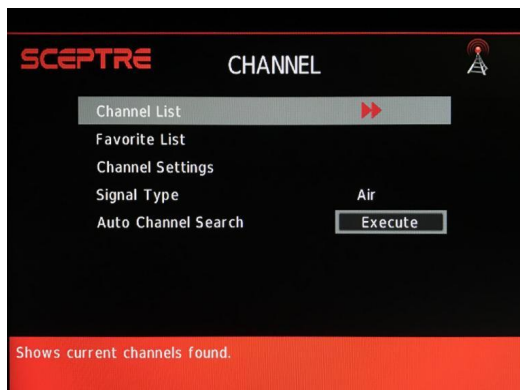 SCEPTRE CHANNEL
Channel List
Favorite List
Channel Settings
Signal Type Air
Auto Channel Search Execute
Shows current channels found.